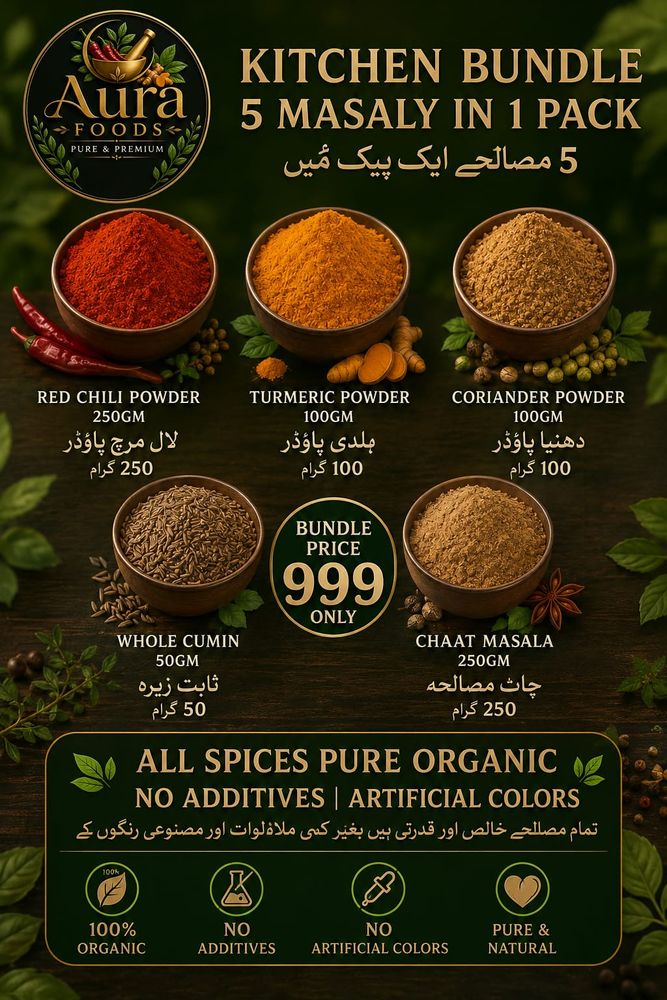 Aura
FOODS
PURE & PREMIUM
KITCHEN BUNDLE
5 MASALY IN 1 PACK
5 مصالحے ایک پیک میں
RED CHILI POWDER
250GM
لال مرچ پاؤڈر
250 گرام
TURMERIC POWDER
100GM
ہلدی پاؤڈر
100 گرام
CORIANDER POWDER
100GM
دھنیا پاؤڈر
100 گرام
WHOLE CUMIN
50GM
ثابت زیرہ
50 گرام
BUNDLE
PRICE
999
ONLY
CHAAT MASALA
250GM
چاٹ مصالحہ
250 گرام
ALL SPICES PURE ORGANIC
NO ADDITIVES | ARTIFICIAL COLORS
تمام مصالحے خالص اور قدرتی ہیں بغیر کسی اور مصنوعی رنگوں کے
100%
100%
ORGANIC
NO
ADDITIVES
NO
ARTIFICIAL COLORS
PURE &
NATURAL